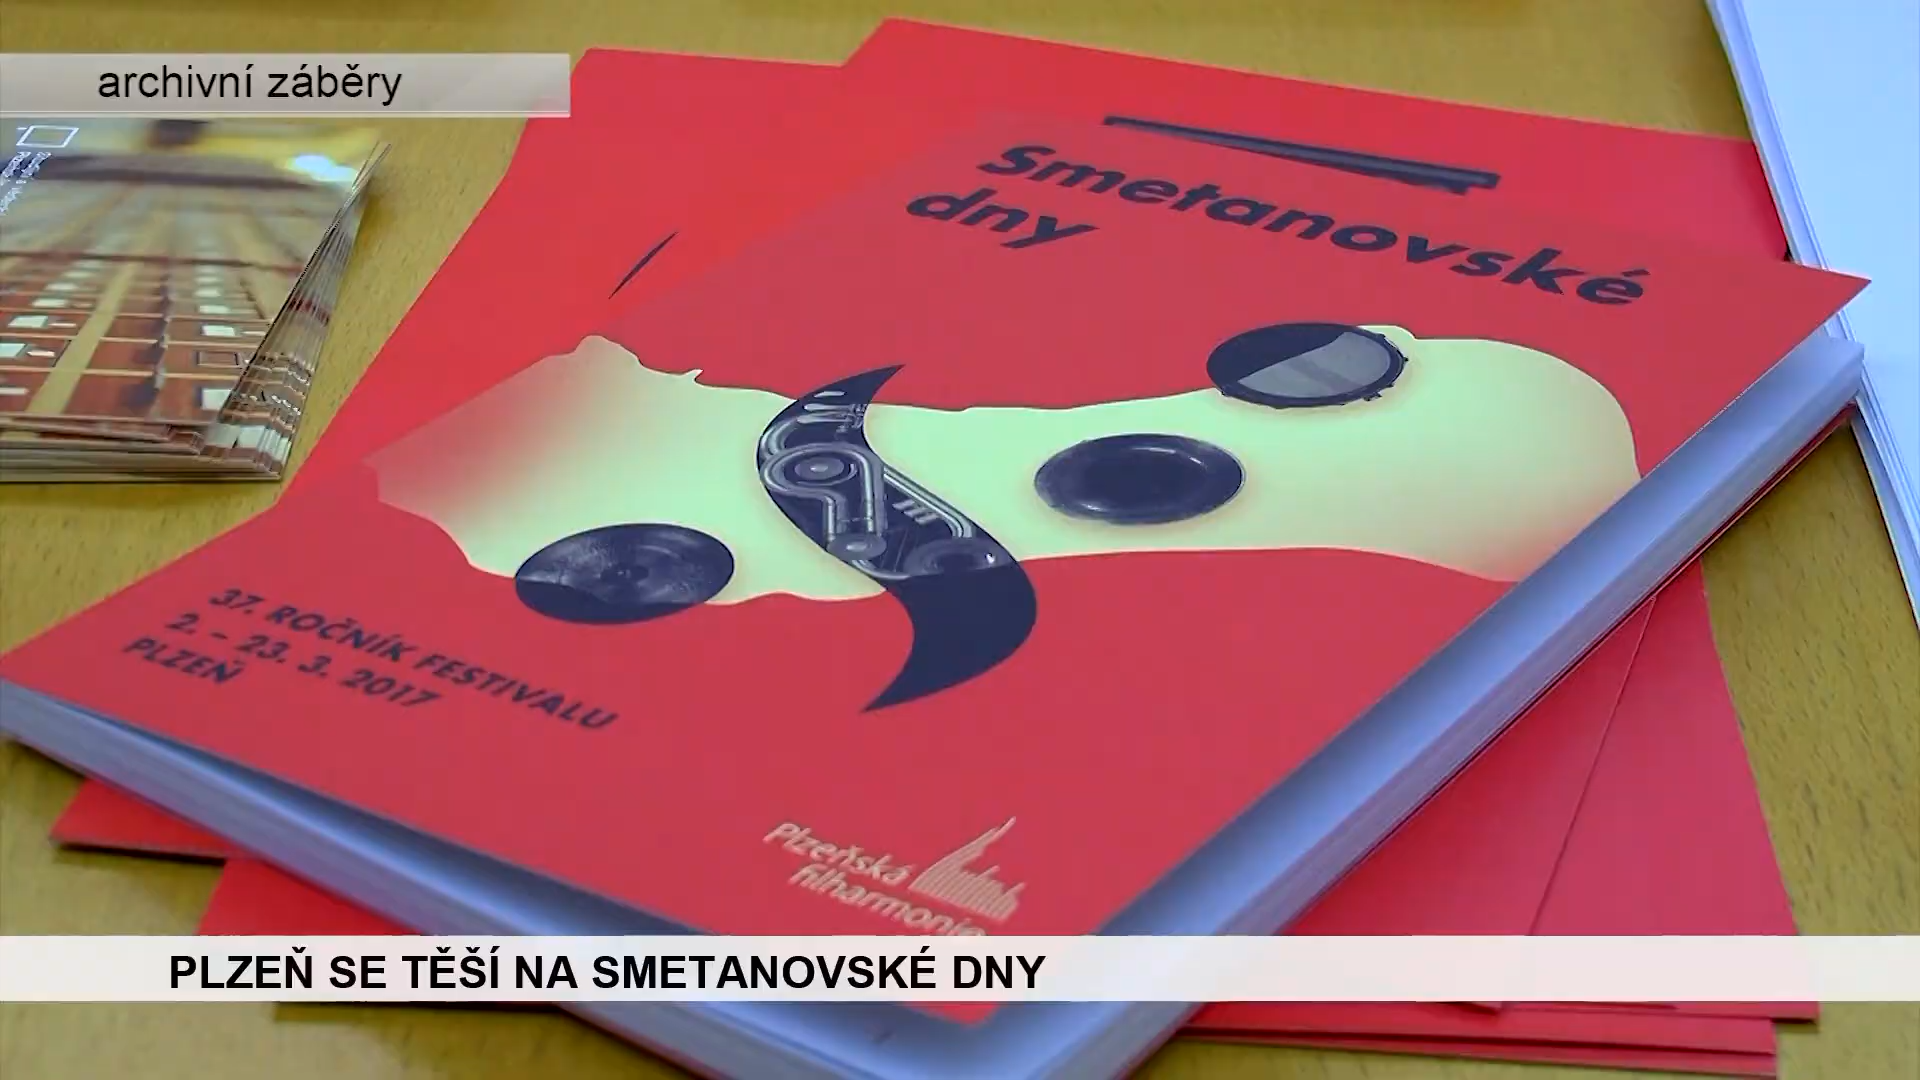 archivní záběry
Smetanovské
dny
37. ROČNÍK FESTIVALU
2. – 23. 3. 2017
PLZEŇ
Plzeňská
filharmonie
PLZEŇ SE TĚŠÍ NA SMETANOVSKÉ DNY